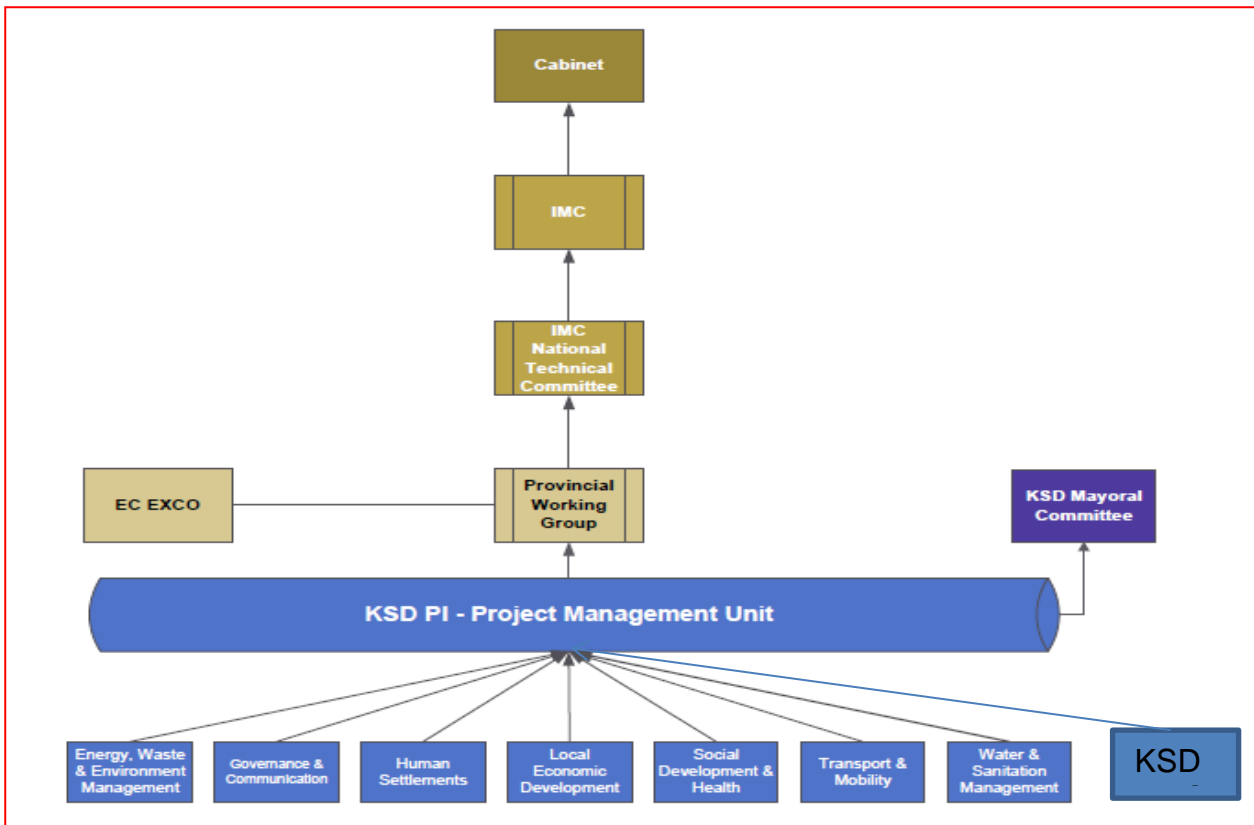 Cabinet
IMC
IMC
National
Technical
Committee
EC EXCO
Provincial
Working
Group
KSD Mayoral
Committee
KSD PI - Project Management Unit
Energy, Waste
& Environment
Management
Governance &
Communication
Human
Settlements
Local
Economic
Development
Social
Development &
Health
Transport &
Mobility
Water &
Sanitation
Management
KSD